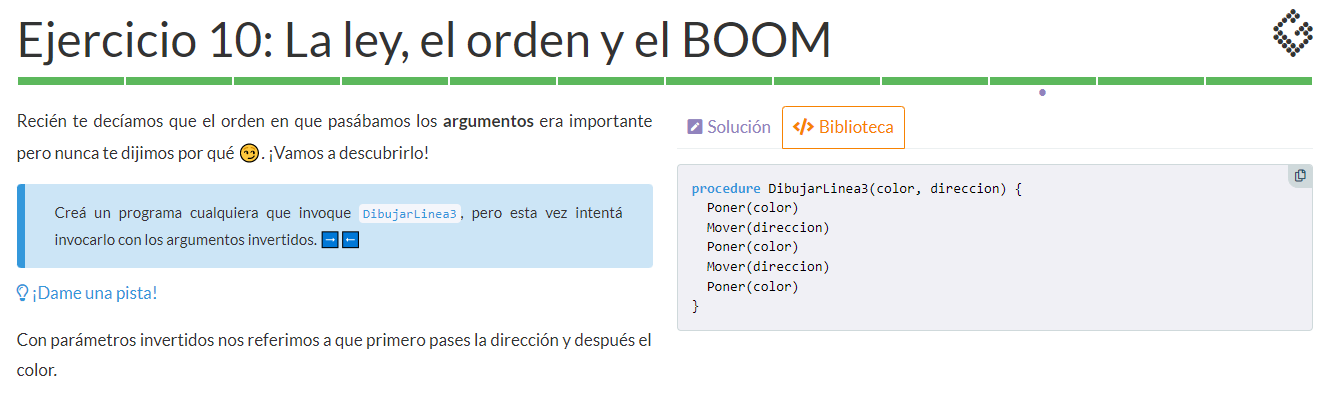 Ejercicio 10: La ley, el orden y el BOOM
Recién te decíamos que el orden en que pasábamos los argumentos era importante
pero nunca te dijimos por qué 😏. ¡Vamos a descubrirlo!
Creá un programa cualquiera que invoque DibujarLinea3, pero esta vez intentá
invocarlo con los argumentos invertidos. ➡️ ⬅️
¡Dame una pista!
Con parámetros invertidos nos referimos a que primero pases la dirección y después el
color.
Solución </> Biblioteca
procedure DibujarLinea3(color, direccion) {
  Poner(color)
  Mover(direccion)
  Poner(color)
  Mover(direccion)
  Poner(color)
}